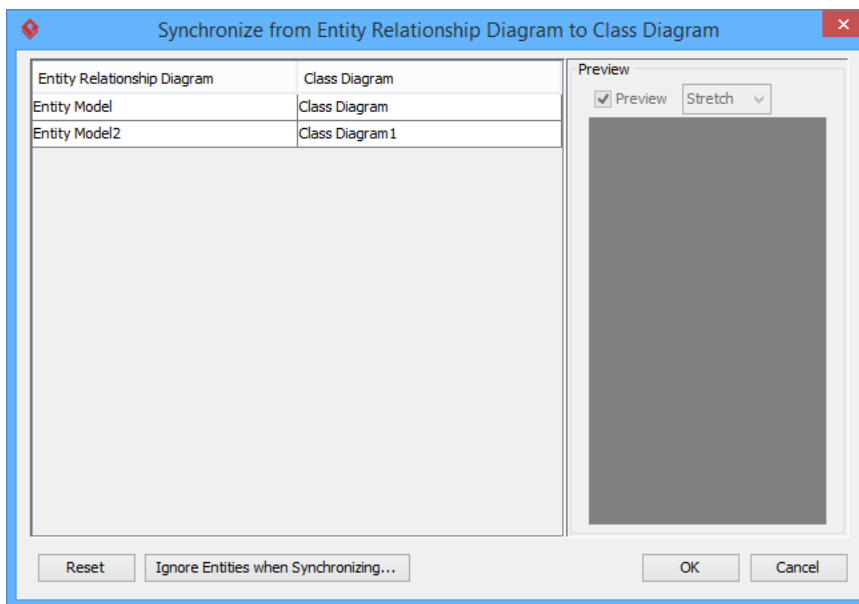 Synchronize from Entity Relationship Diagram to Class Diagram
Entity Relationship Diagram Class Diagram
Entity Model Class Diagram
Entity Model2 Class Diagram1
Preview
Preview Stretch
Reset Ignore Entities when Synchronizing... OK Cancel